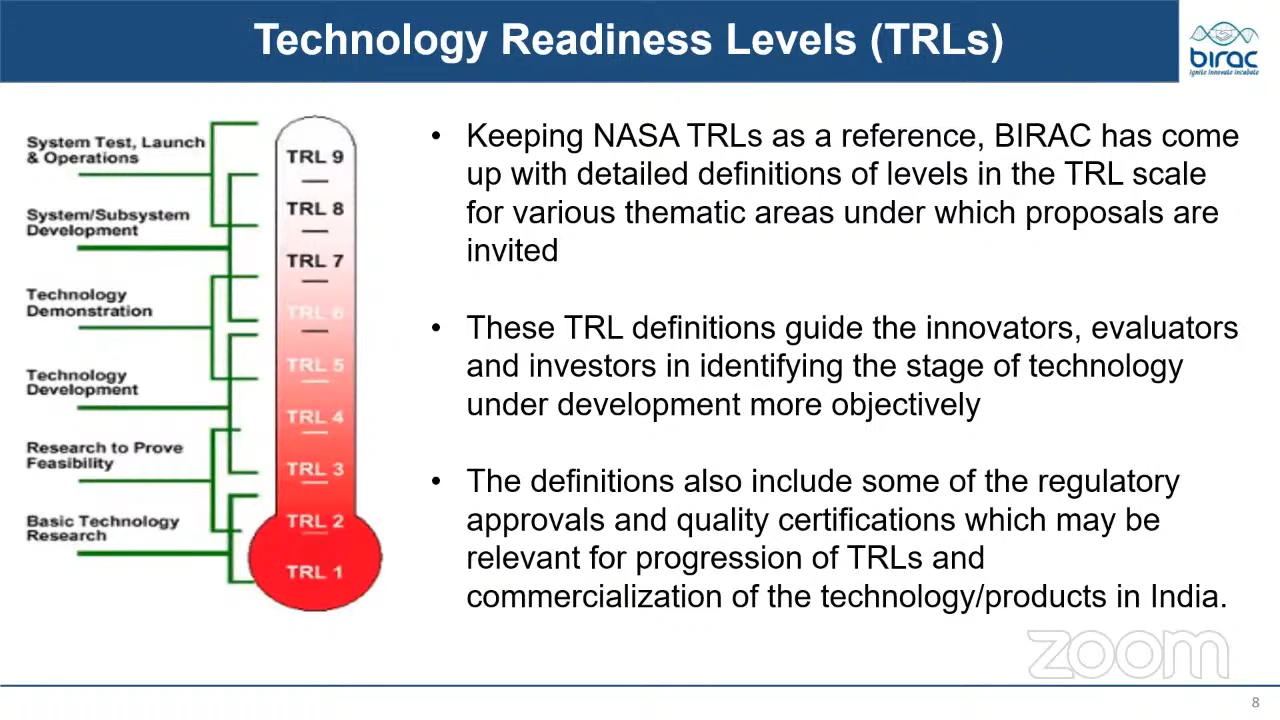 Technology Readiness Levels (TRLs)
birac
Ignite Innovate Incubate
System Test, Launch
& Operations
System/Subsystem
Development
Technology
Demonstration
Technology
Development
Research to Prove
Feasibility
Basic Technology
Research
TRL 9
TRL 8
TRL 7
TRL 6
TRL 5
TRL 4
TRL 3
TRL 2
TRL 1
• Keeping NASA TRLs as a reference, BIRAC has come
up with detailed definitions of levels in the TRL scale
for various thematic areas under which proposals are
invited
• These TRL definitions guide the innovators, evaluators
and investors in identifying the stage of technology
under development more objectively
• The definitions also include some of the regulatory
approvals and quality certifications which may be
relevant for progression of TRLs and
commercialization of the technology/products in India.
zoom
8